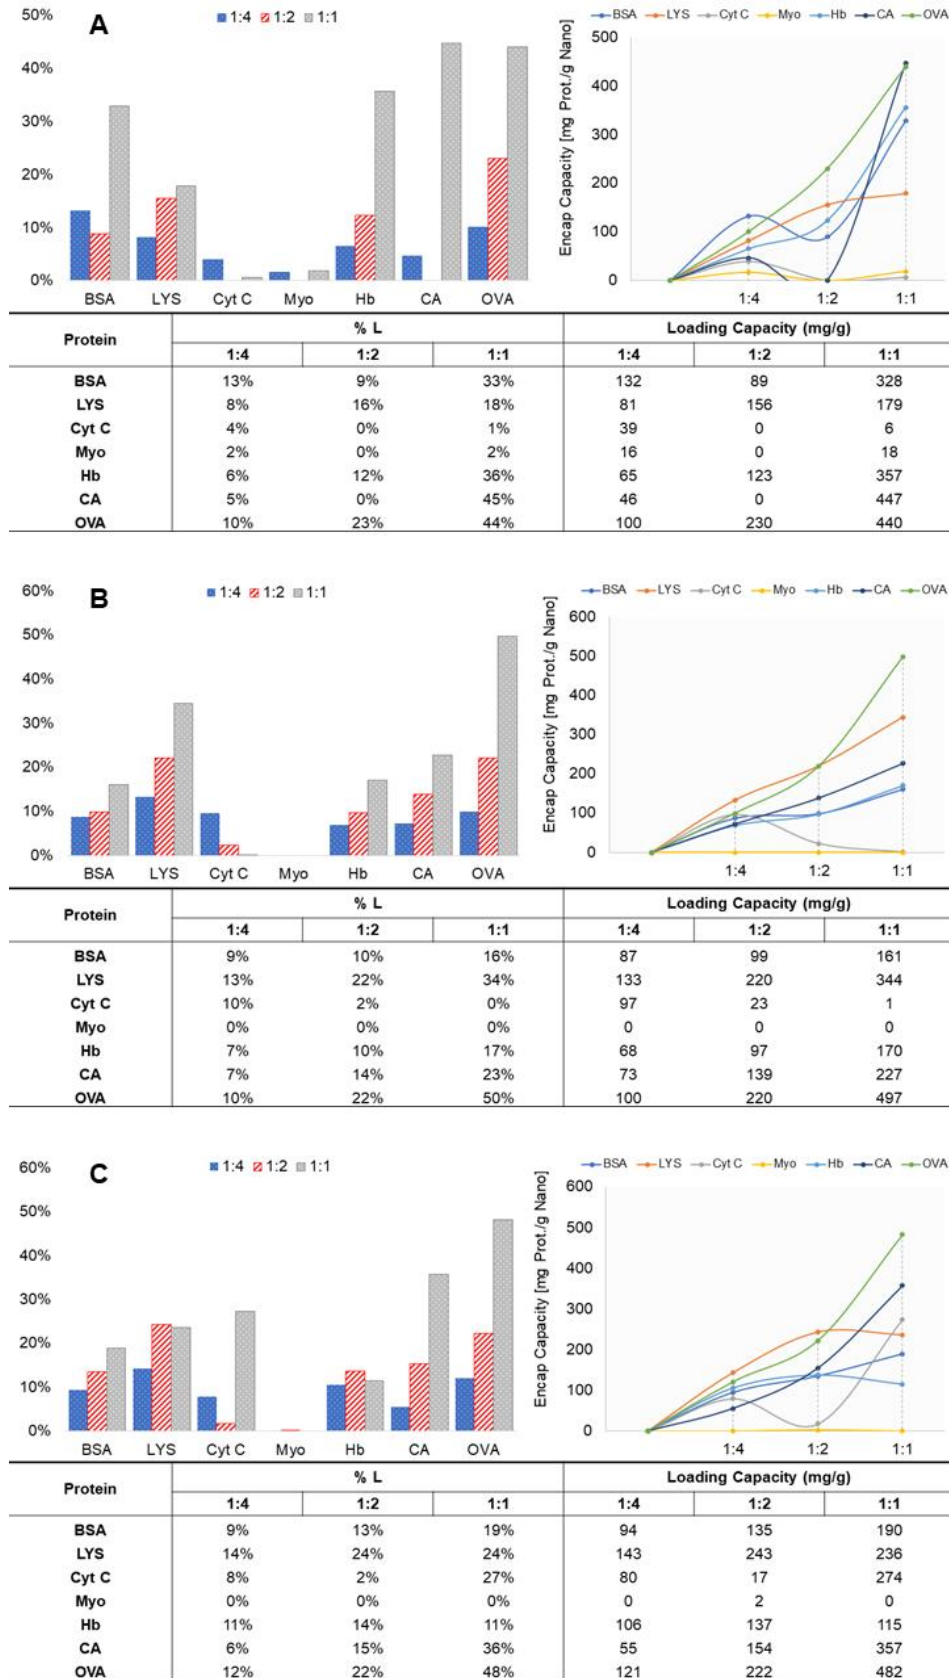 A
1:4 1:2 1:1
50%
40%
30%
20%
10%
0%
BSA LYS Cyt C Myo Hb CA OVA
BSA LYS Cyt C Myo Hb CA OVA
Encap Capacity [mg Prot./g Nano]
500
400
300
200
100
0
1:4 1:2 1:1
Protein % L Loading Capacity (mg/g)
1:4 1:2 1:1 1:4 1:2 1:1
BSA 13% 9% 33% 132 89 328
LYS 8% 16% 18% 81 156 179
Cyt C 4% 0% 1% 39 0 6
Myo 2% 0% 2% 16 0 18
Hb 6% 12% 36% 65 123 357
CA 5% 0% 45% 46 0 447
OVA 10% 23% 44% 100 230 440
B
1:4 1:2 1:1
60%
50%
40%
30%
20%
10%
0%
BSA LYS Cyt C Myo Hb CA OVA
BSA LYS Cyt C Myo Hb CA OVA
Encap Capacity [mg Prot./g Nano]
600
500
400
300
200
100
0
1:4 1:2 1:1
Protein % L Loading Capacity (mg/g)
1:4 1:2 1:1 1:4 1:2 1:1
BSA 9% 10% 16% 87 99 161
LYS 13% 22% 34% 133 220 344
Cyt C 10% 2% 0% 97 23 1
Myo 0% 0% 0% 0 0 0
Hb 7% 10% 17% 68 97 170
CA 7% 14% 23% 73 139 227
OVA 10% 22% 50% 100 220 497
C
1:4 1:2 1:1
60%
50%
40%
30%
20%
10%
0%
BSA LYS Cyt C Myo Hb CA OVA
BSA LYS Cyt C Myo Hb CA OVA
Encap Capacity [mg Prot./g Nano]
600
500
400
300
200
100
0
1:4 1:2 1:1
Protein % L Loading Capacity (mg/g)
1:4 1:2 1:1 1:4 1:2 1:1
BSA 9% 13% 19% 94 135 190
LYS 14% 24% 24% 143 243 236
Cyt C 8% 2% 27% 80 17 274
Myo 0% 0% 0% 0 2 0
Hb 11% 14% 11% 106 137 115
CA 6% 15% 36% 55 154 357
OVA 12% 22% 48% 121 222 482